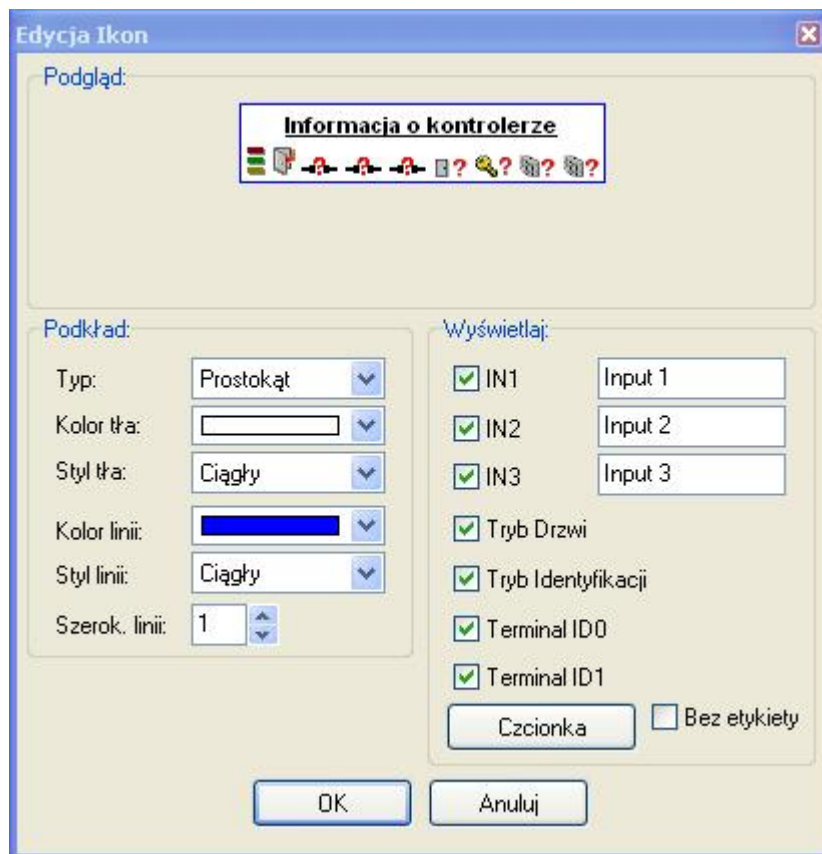 Edycja Ikon
Podgląd:
Informacja o kontrolerze
Podkład:
Typ: Prostokąt
Kolor tła:
Styl tła: Ciągły
Kolor linii:
Styl linii: Ciągły
Szerok. linii: 1
Wyświetlaj:
IN1 Input 1
IN2 Input 2
IN3 Input 3
Tryb Drzwi
Tryb Identyfikacji
Terminal ID0
Terminal ID1
Czcionka Bez etykiety
OK Anuluj